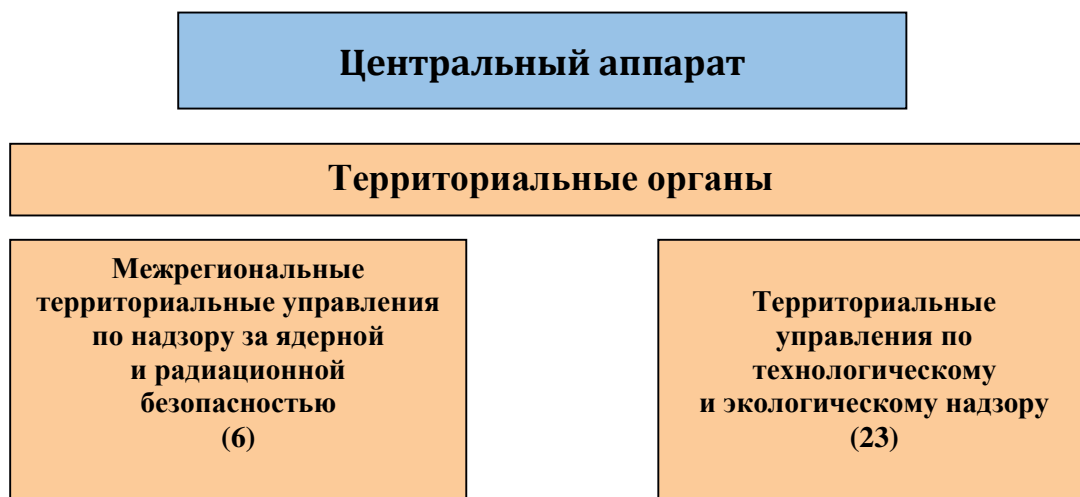 Центральный аппарат
Территориальные органы
Межрегиональные
территориальные управления
по надзору за ядерной
и радиационной
безопасностью
(6)
Территориальные
управления по
технологическому
и экологическому надзору
(23)